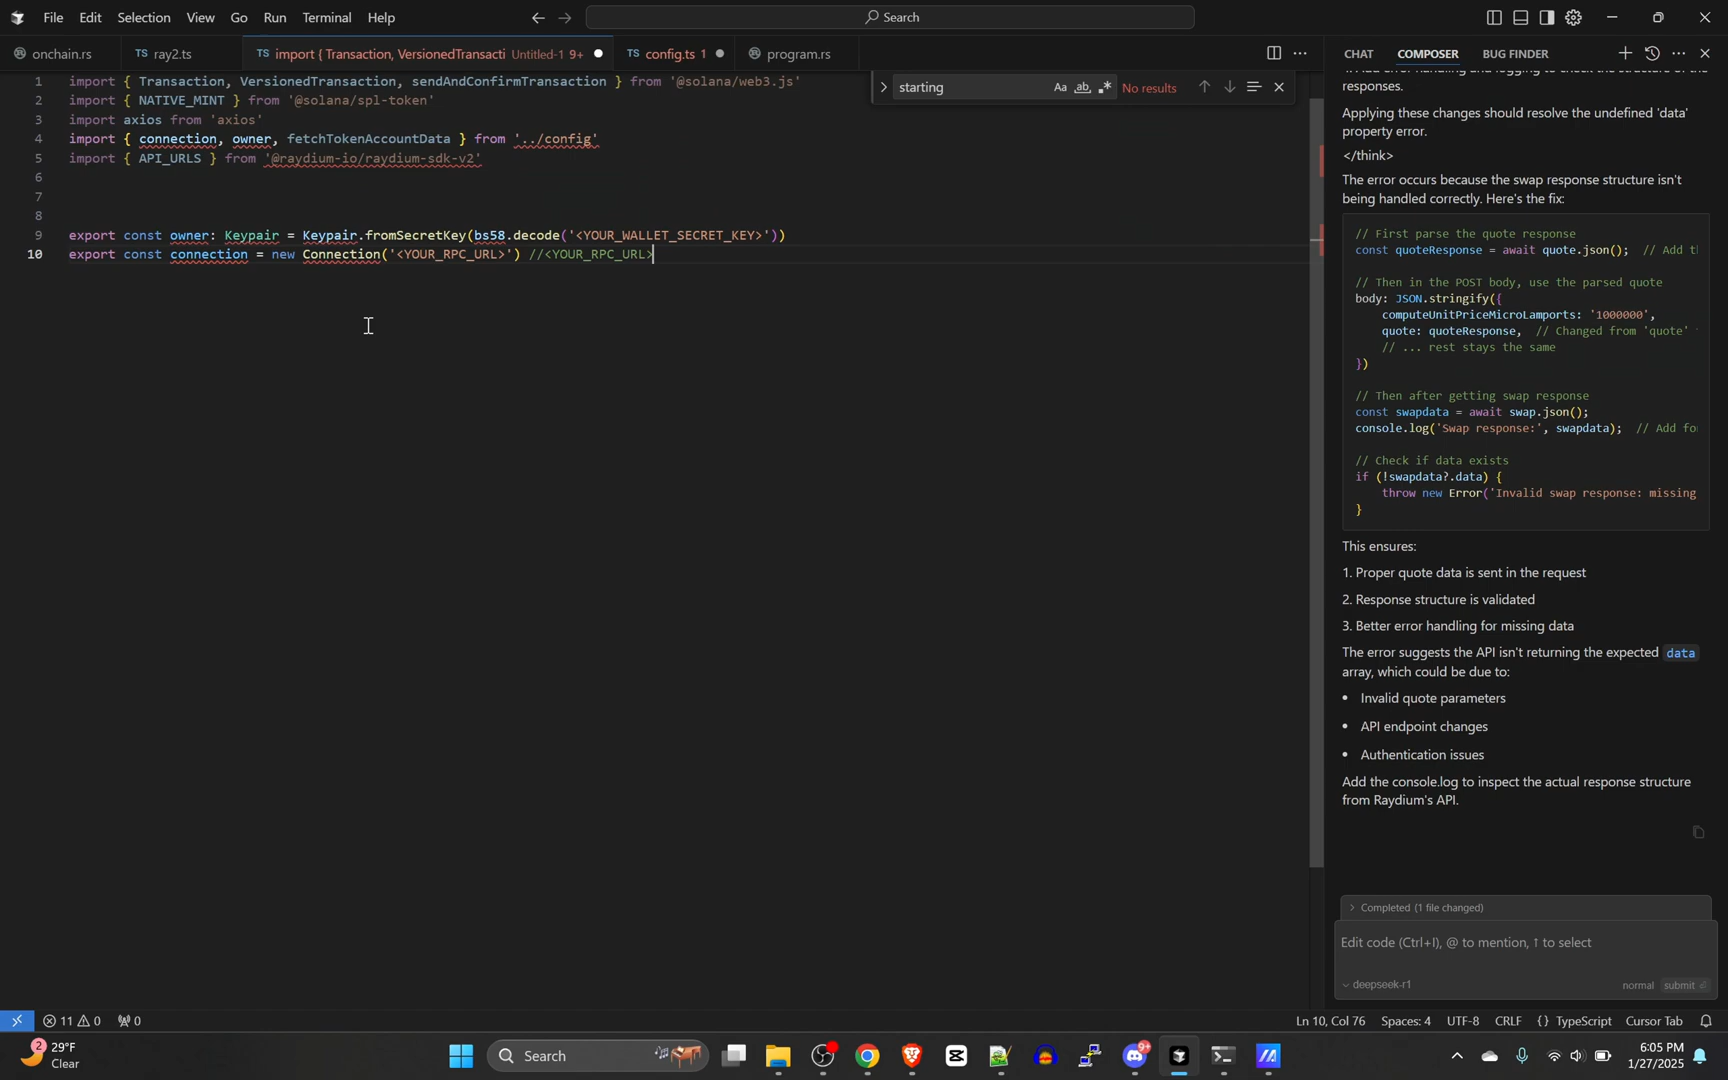 File Edit Selection View Go Run Terminal Help
Search
onchain.rs
TS ray2.ts
TS import { Transaction, VersionedTransacti Untitled-1 9+
TS config.ts 1
program.rs
CHAT COMPOSER BUG FINDER
starting
Aa ab No results
1 import { Transaction, VersionedTransaction, sendAndConfirmTransaction } from '@solana/web3.js'
2 import { NATIVE_MINT } from '@solana/spl-token'
3 import axios from 'axios'
4 import { connection, owner, fetchTokenAccountData } from '../config'
5 import { API_URLS } from '@raydium-io/raydium-sdk-v2'
6
7
8
9 export const owner: Keypair = Keypair.fromSecretKey(bs58.decode('<YOUR_WALLET_SECRET_KEY>'))
10 export const connection = new Connection('<YOUR_RPC_URL>') //<YOUR_RPC_URL>
responses.
Applying these changes should resolve the undefined 'data'
property error.
</think>
The error occurs because the swap response structure isn't
being handled correctly. Here's the fix:
// First parse the quote response
const quoteResponse = await quote.json(); // Add
// Then in the POST body, use the parsed quote
body: JSON.stringify({
computeUnitPriceMicroLamports: '1000000',
quote: quoteResponse, // Changed from 'quote'
// ... rest stays the same
})
// Then after getting swap response
const swapdata = await swap.json();
console.log('Swap response:', swapdata); // Add
// Check if data exists
if (!swapdata?.data) {
throw new Error('Invalid swap response: missing
}
This ensures:
1. Proper quote data is sent in the request
2. Response structure is validated
3. Better error handling for missing data
The error suggests the API isn't returning the expected data
array, which could be due to:
• Invalid quote parameters
• API endpoint changes
• Authentication issues
Add the console.log to inspect the actual response structure
from Raydium's API.
Completed (1 file changed)
Edit code (Ctrl+I), @ to mention, ↑ to select
deepseek-r1
normal submit
11 0 0
Ln 10, Col 76 Spaces: 4 UTF-8 CRLF {} TypeScript Cursor Tab
2 29°F
Clear
Search
9+
6:05 PM
1/27/2025